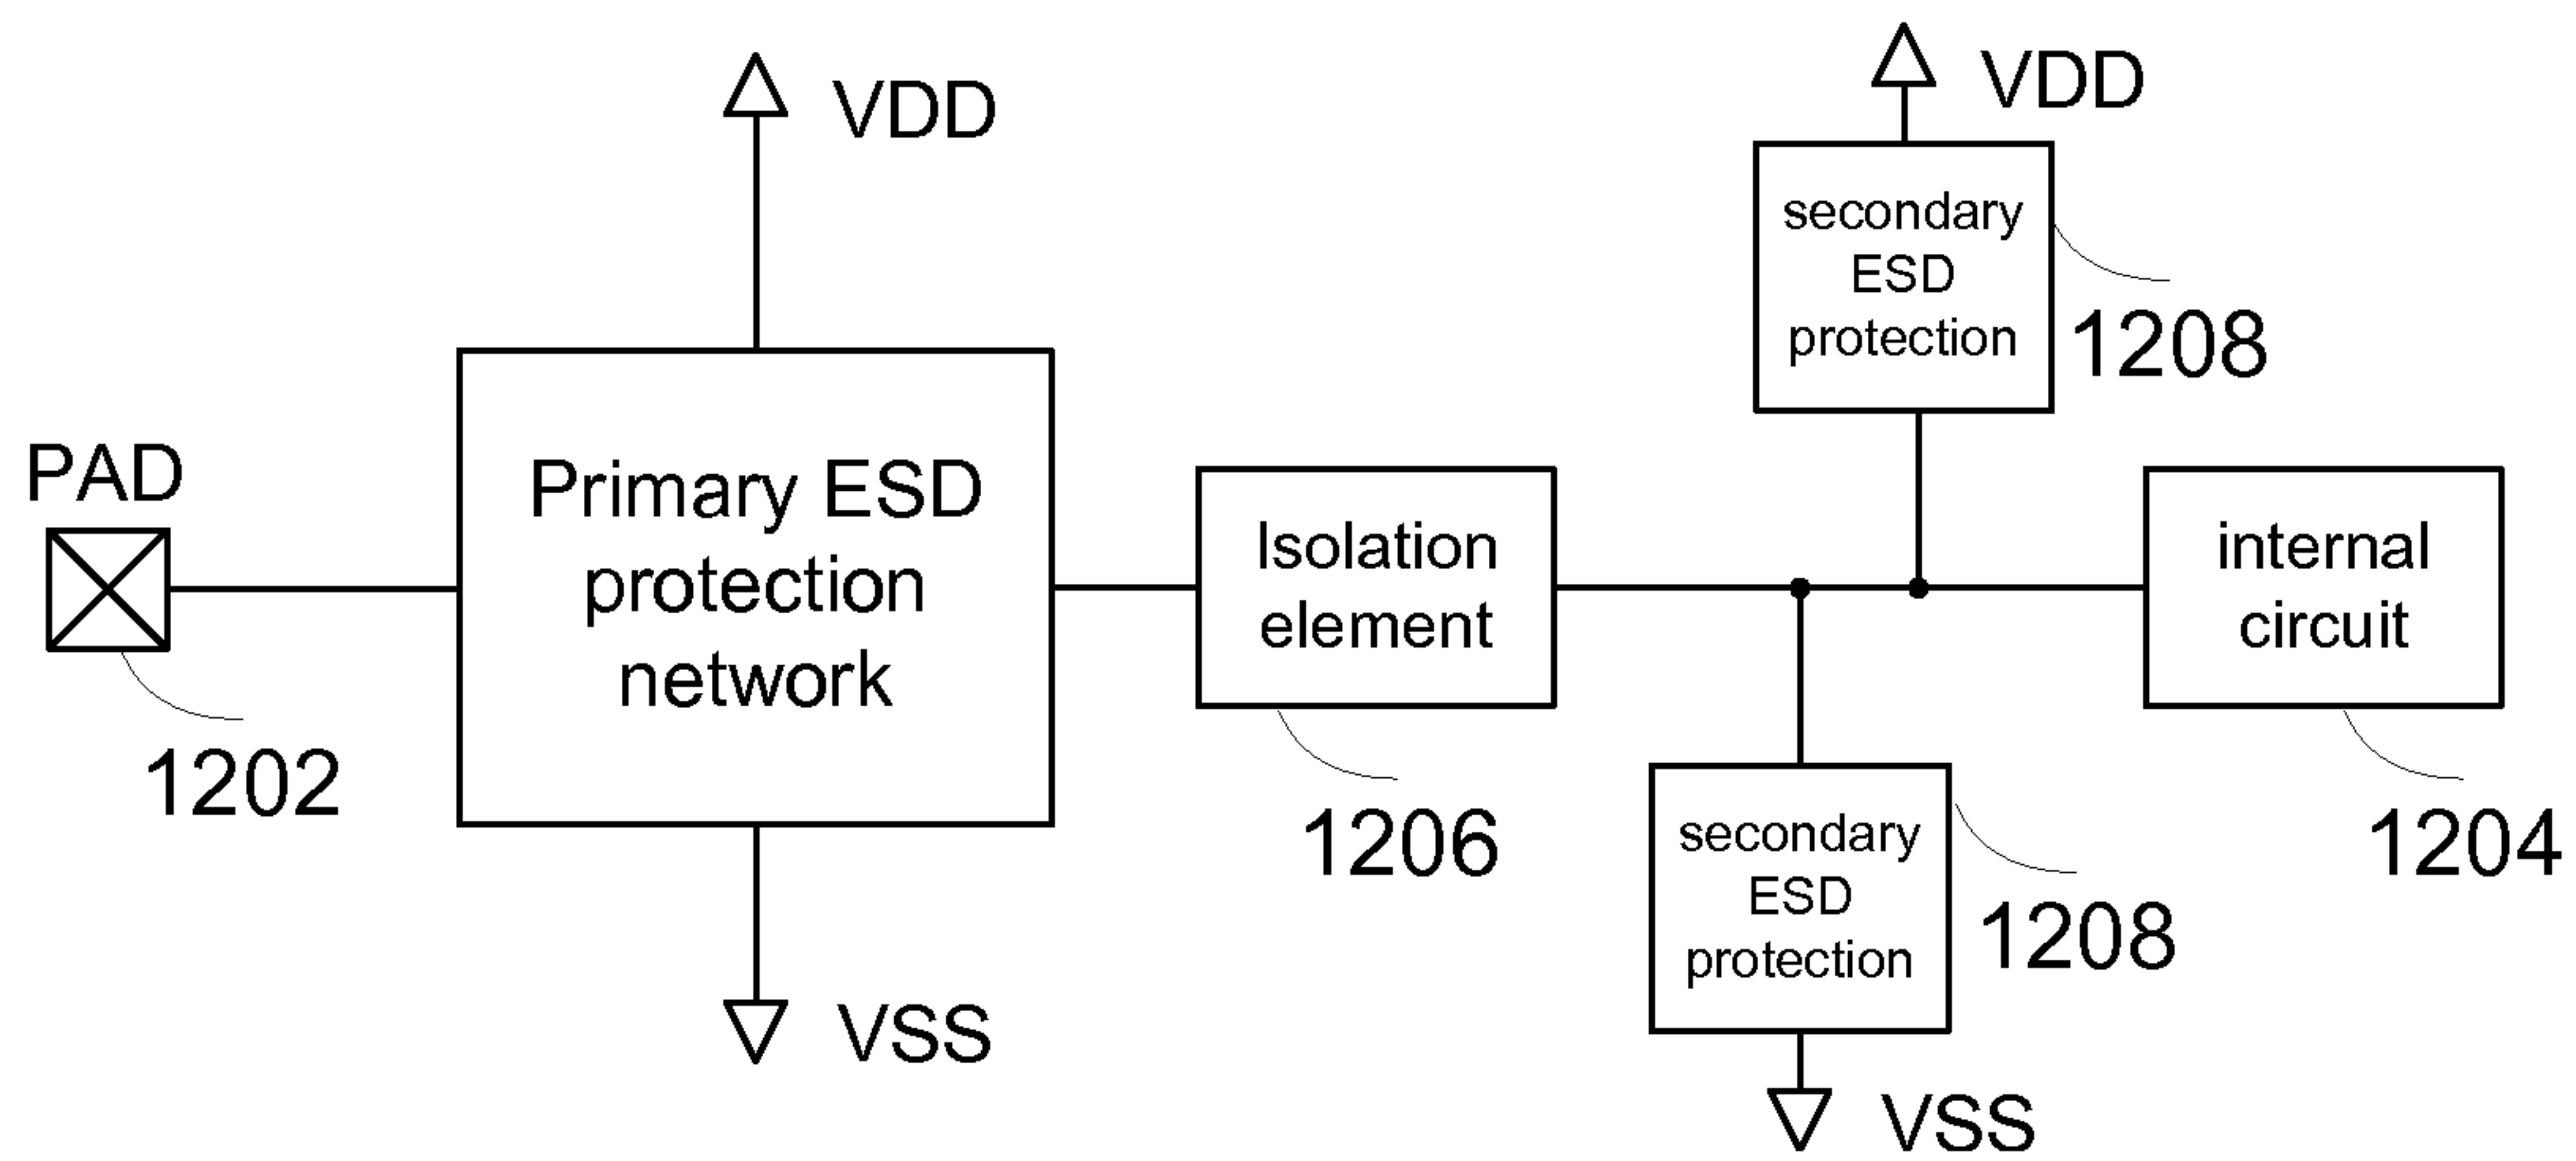 PAD
1202
VDD
Primary ESD
protection
network
VSS
Isolation
element
1206
VDD
secondary
ESD
protection
1208
secondary
ESD
protection
1208
VSS
internal
circuit
1204